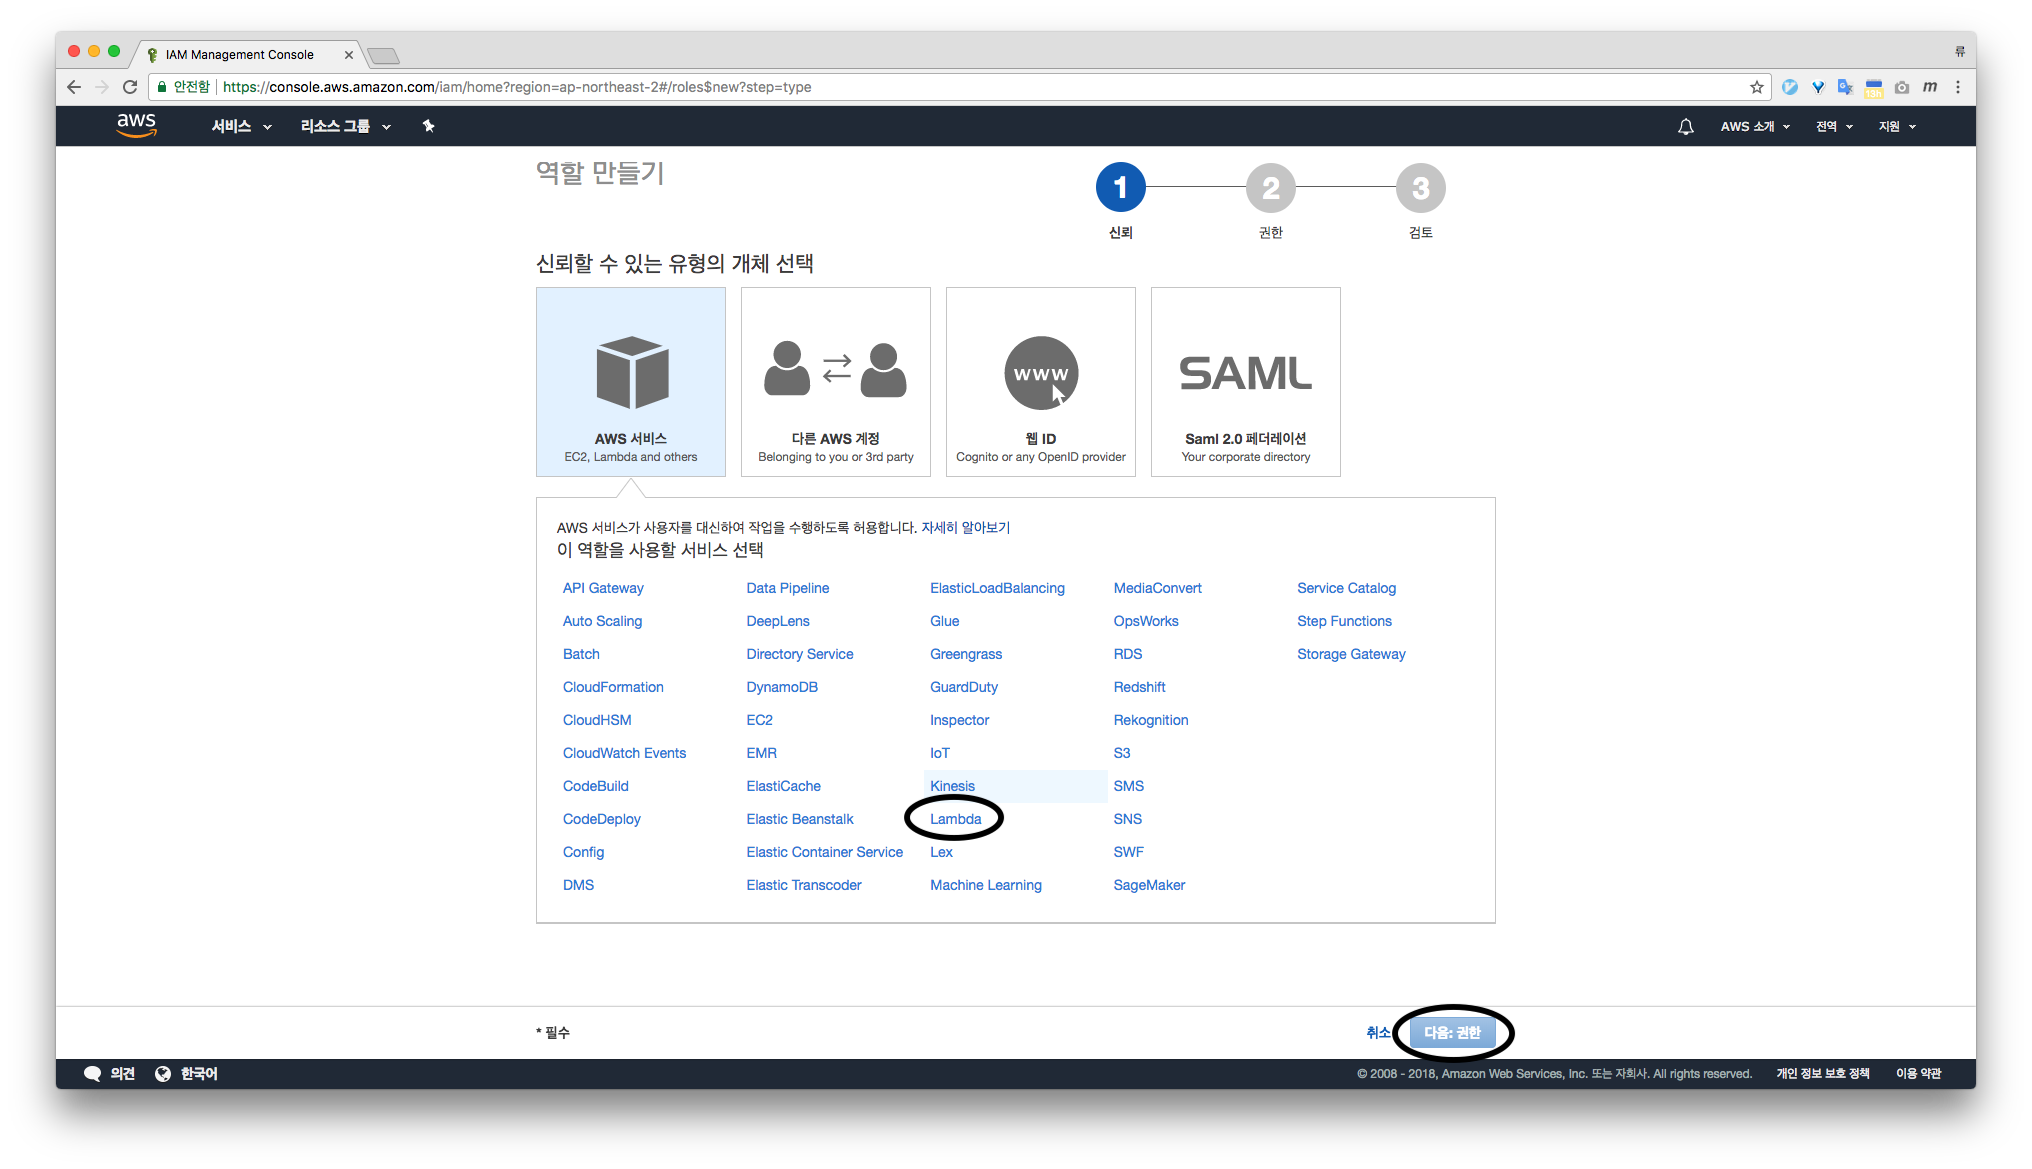 IAM Management Console
류
안전함 https://console.aws.amazon.com/iam/home?region=ap-northeast-2#/roles$new?step=type
13h
m
aws 서비스 리소스 그룹 AWS 소개 전역 지원
역할 만들기
1 2 3
신뢰 권한 검토
신뢰할 수 있는 유형의 개체 선택
www
SAML
AWS 서비스
EC2, Lambda and others
다른 AWS 계정
Belonging to you or 3rd party
웹 ID
Cognito or any OpenID provider
Saml 2.0 페더레이션
Your corporate directory
AWS 서비스가 사용자를 대신하여 작업을 수행하도록 허용합니다. 자세히 알아보기
이 역할을 사용할 서비스 선택
API Gateway Data Pipeline ElasticLoadBalancing MediaConvert Service Catalog
Auto Scaling DeepLens Glue OpsWorks Step Functions
Batch Directory Service Greengrass RDS Storage Gateway
CloudFormation DynamoDB GuardDuty Redshift
CloudHSM EC2 Inspector Rekognition
CloudWatch Events EMR IoT S3
CodeBuild ElastiCache Kinesis SMS
CodeDeploy Elastic Beanstalk Lambda SNS
Config Elastic Container Service Lex SWF
DMS Elastic Transcoder Machine Learning SageMaker
* 필수 취소 다음: 권한
의견 한국어 © 2008 - 2018, Amazon Web Services, Inc. 또는 자회사. All rights reserved. 개인 정보 보호 정책 이용 약관